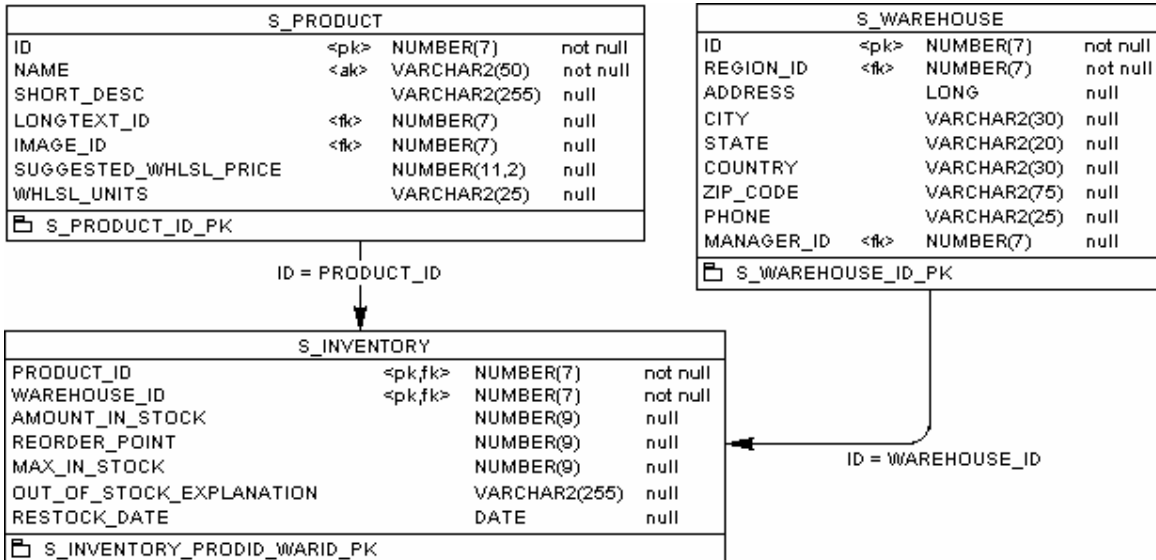 S_PRODUCT
ID <pk> NUMBER(7) not null
NAME <ak> VARCHAR2(50) not null
SHORT_DESC VARCHAR2(255) null
LONGTEXT_ID <fk> NUMBER(7) null
IMAGE_ID <fk> NUMBER(7) null
SUGGESTED_WHLSL_PRICE NUMBER(11,2) null
WHLSL_UNITS VARCHAR2(25) null
S_PRODUCT_ID_PK
S_WAREHOUSE
ID <pk> NUMBER(7) not null
REGION_ID <fk> NUMBER(7) not null
ADDRESS LONG null
CITY VARCHAR2(30) null
STATE VARCHAR2(20) null
COUNTRY VARCHAR2(30) null
ZIP_CODE VARCHAR2(75) null
PHONE VARCHAR2(25) null
MANAGER_ID <fk> NUMBER(7) null
S_WAREHOUSE_ID_PK
ID = PRODUCT_ID
S_INVENTORY
PRODUCT_ID <pk,fk> NUMBER(7) not null
WAREHOUSE_ID <pk,fk> NUMBER(7) not null
AMOUNT_IN_STOCK NUMBER(9) null
REORDER_POINT NUMBER(9) null
MAX_IN_STOCK NUMBER(9) null
OUT_OF_STOCK_EXPLANATION VARCHAR2(255) null
RESTOCK_DATE DATE null
S_INVENTORY_PRODID_WARID_PK
ID = WAREHOUSE_ID